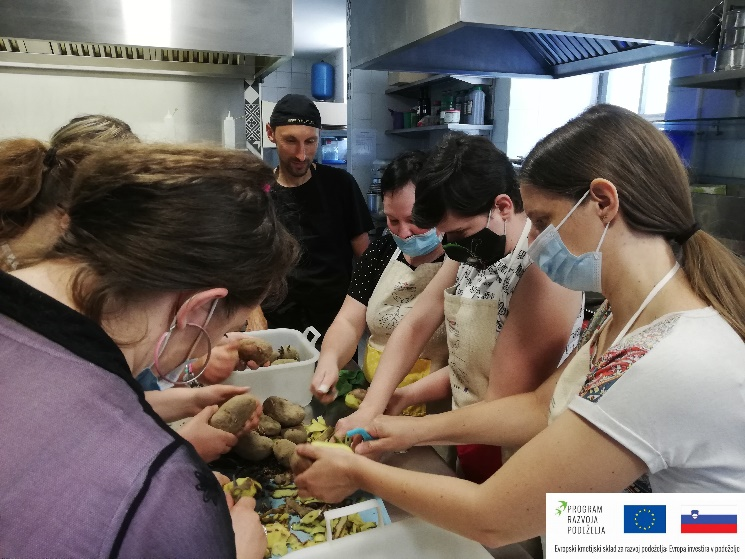 PROGRAM
RAZVOJA
PODEŽELJA
Evropski kmetijski sklad za razvoj podeželja: Evropa investira v podeželje